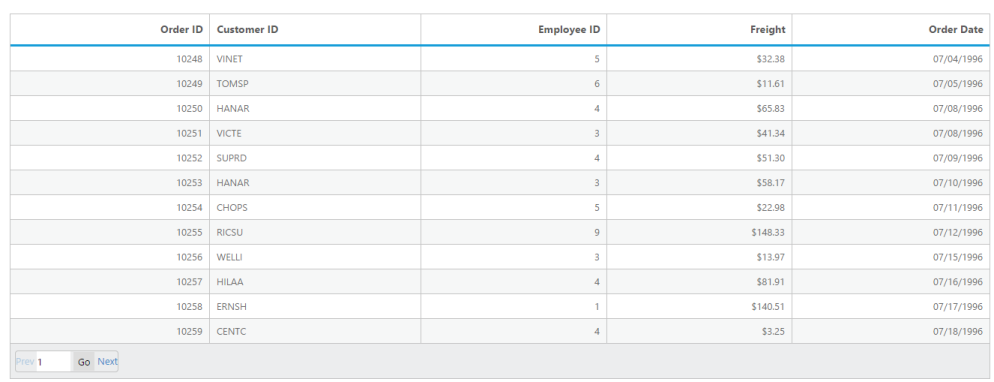 Order ID Customer ID Employee ID Freight Order Date
10248 VINET 5 $32.38 07/04/1996
10249 TOMSP 6 $11.61 07/05/1996
10250 HANAR 4 $65.83 07/08/1996
10251 VICTE 3 $41.34 07/08/1996
10252 SUPRD 4 $51.30 07/09/1996
10253 HANAR 3 $58.17 07/10/1996
10254 CHOPS 5 $22.98 07/11/1996
10255 RICSU 9 $148.33 07/12/1996
10256 WELLI 3 $13.97 07/15/1996
10257 HILAA 4 $81.91 07/16/1996
10258 ERNSH 1 $140.51 07/17/1996
10259 CENTC 4 $3.25 07/18/1996
Prev 1 Go Next